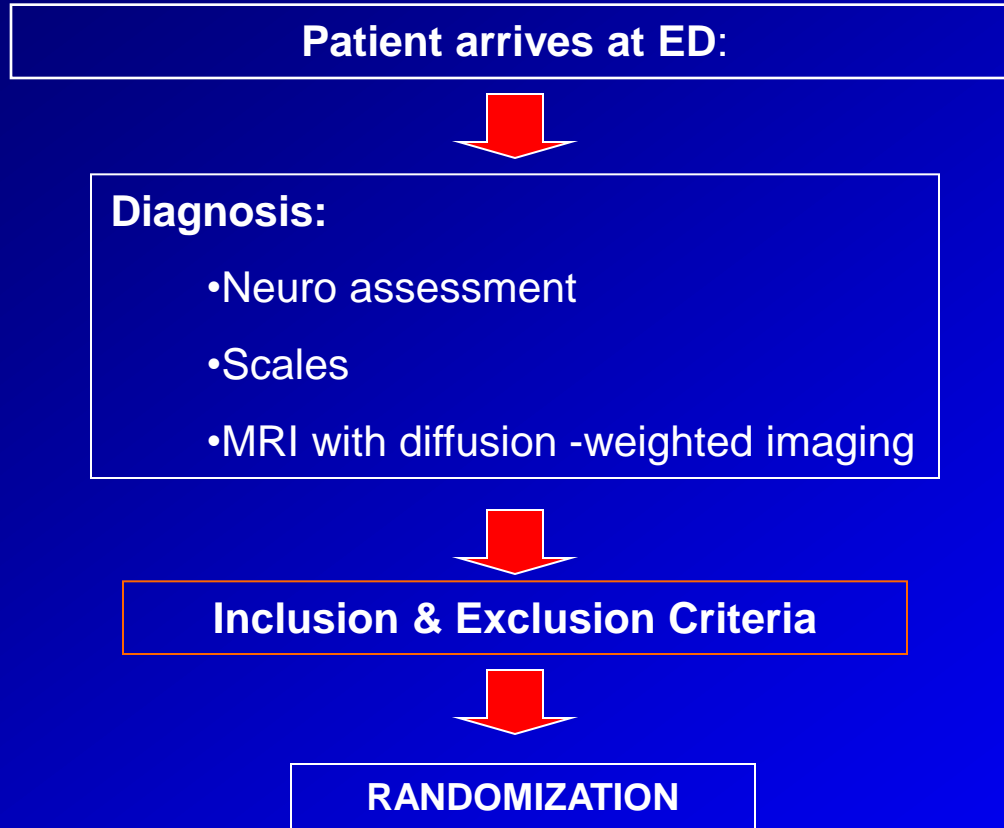 Patient arrives at ED:
Diagnosis:
•Neuro assessment
•Scales
•MRI with diffusion -weighted imaging
Inclusion & Exclusion Criteria
RANDOMIZATION